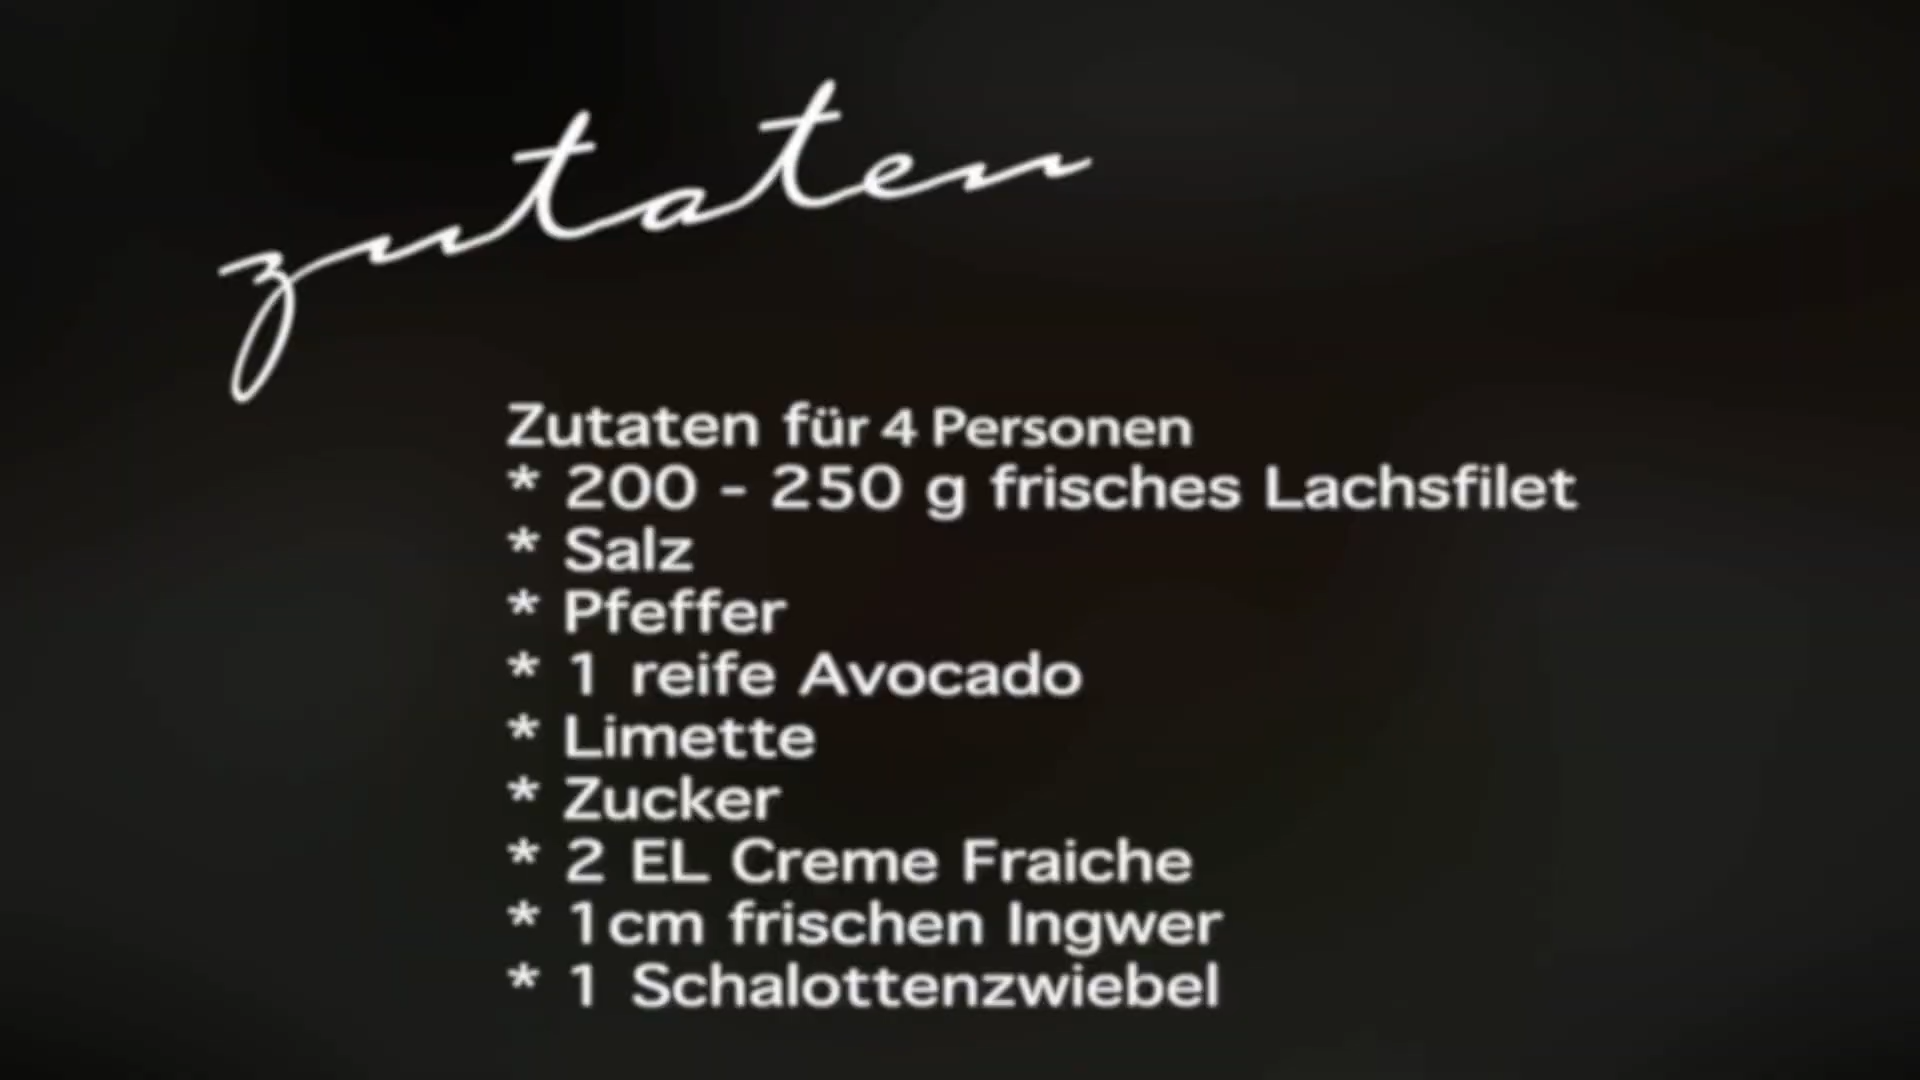 zutaten
Zutaten für 4 Personen
* 200 - 250 g frisches Lachsfilet
* Salz
* Pfeffer
* 1 reife Avocado
* Limette
* Zucker
* 2 EL Creme Fraiche
* 1cm frischen Ingwer
* 1 Schalottenzwiebel